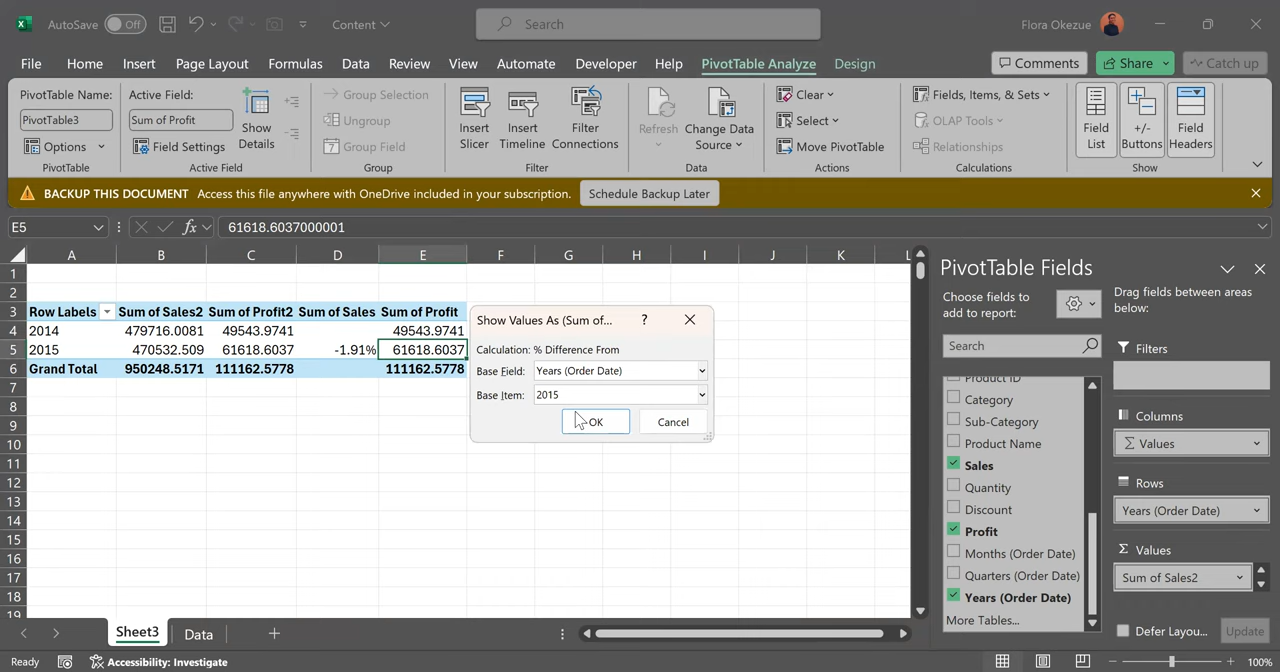 AutoSave Off Content Search Flora Okezue
File Home Insert Page Layout Formulas Data Review View Automate Developer Help PivotTable Analyze Design Comments Share Catch up
PivotTable Name: Active Field: Group Selection Clear Fields, Items, & Sets
PivotTable3 Sum of Profit Show Details Ungroup Insert Slicer Insert Timeline Filter Connections Refresh Change Data Source Select OLAP Tools Field List +/- Buttons Field Headers
Options Field Settings Group Field Move PivotTable Relationships
PivotTable Active Field Group Filter Data Actions Calculations Show
BACKUP THIS DOCUMENT Access this file anywhere with OneDrive included in your subscription. Schedule Backup Later
E5 fx 61618.6037000001
A B C D E F G H I J K L
1
2
3 Row Labels Sum of Sales2 Sum of Profit2 Sum of Sales Sum of Profit
4 2014 479716.0081 49543.9741 49543.9741
5 2015 470532.509 61618.6037 -1.91% 61618.6037
6 Grand Total 950248.5171 111162.5778 111162.5778
7
8
9
10
11
12
13
14
15
16
17
18
19
Show Values As (Sum of... ?
Calculation: % Difference From
Base Field: Years (Order Date)
Base Item: 2015
OK Cancel
PivotTable Fields
Choose fields to add to report:
Drag fields between areas below:
Search
Product ID
Category
Sub-Category
Product Name
Sales
Quantity
Discount
Profit
Months (Order Date)
Quarters (Order Date)
Years (Order Date)
More Tables...
Filters
Columns
Σ Values
Rows
Years (Order Date)
Σ Values
Sum of Sales2
Defer Layou... Update
Sheet3 Data
Ready Accessibility: Investigate 100%